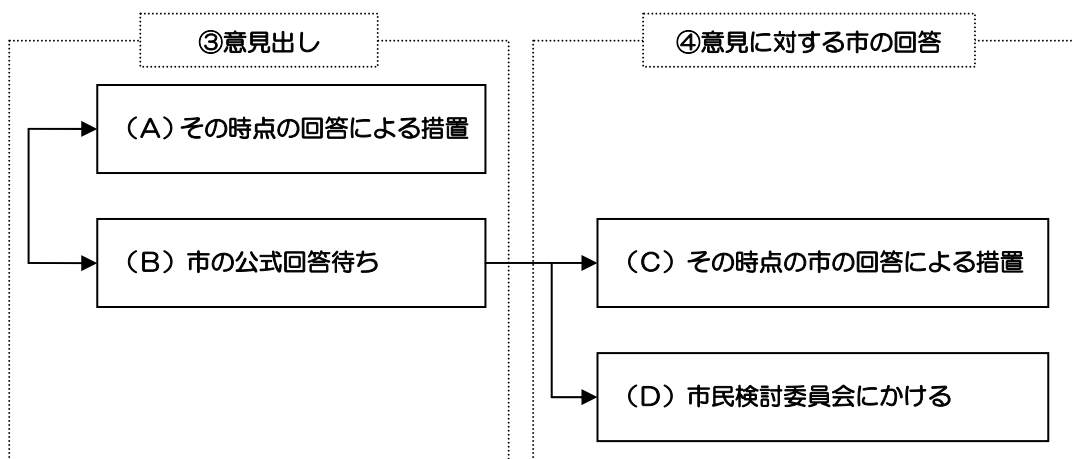 ③意見出し
④意見に対する市の回答
（A）その時点の回答による措置
（B）市の公式回答待ち
（C）その時点の市の回答による措置
（D）市民検討委員会にかける